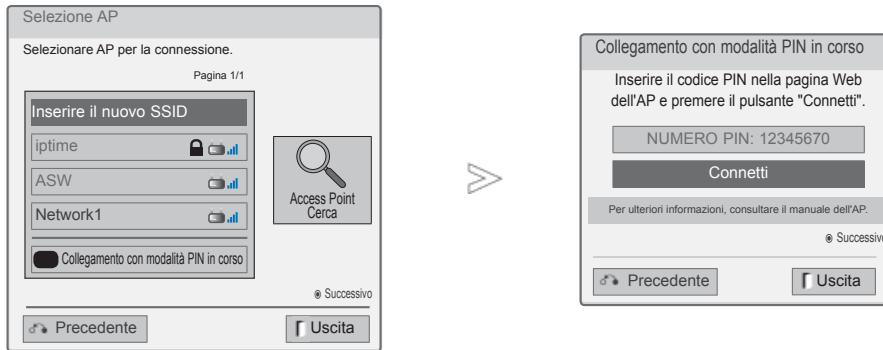 Selezione AP
Selezionare AP per la connessione.
Pagina 1/1
Inserire il nuovo SSID
iptime
ASW
Network1
Collegamento con modalità PIN in corso
Access Point
Cerca
Successivo
Precedente
Uscita
Collegamento con modalità PIN in corso
Inserire il codice PIN nella pagina Web
dell'AP e premere il pulsante "Connetti".
NUMERO PIN: 12345670
Connetti
Per ulteriori informazioni, consultare il manuale dell'AP.
Successivo
Precedente
Uscita